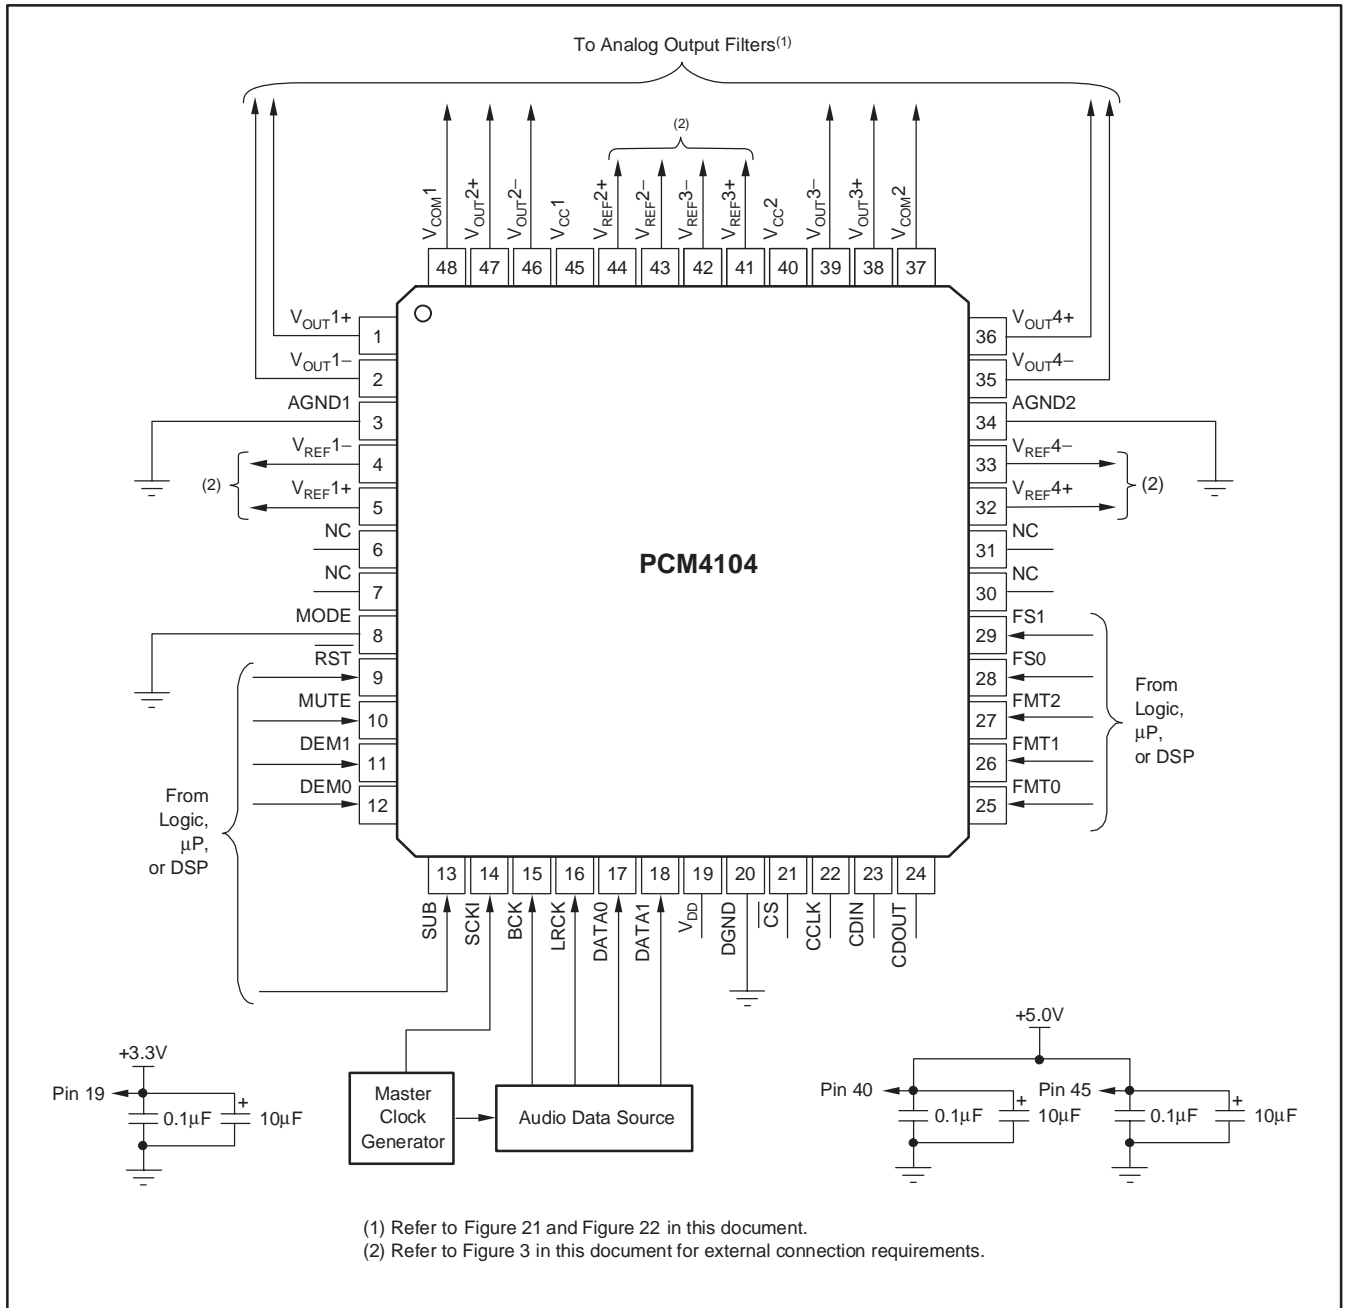 To Analog Output Filters(1)
(2)
VCOM1
VOUT2+
VOUT2−
VCC1
VREF2+
VREF2−
VREF3−
VREF3+
VCC2
VOUT3−
VOUT3+
VCOM2
48 47 46 45 44 43 42 41 40 39 38 37
VOUT1+ 1
VOUT1− 2
AGND1 3
VREF1− 4
(2)
VREF1+ 5
NC 6
NC 7
MODE 8
RST 9
MUTE 10
DEM1 11
DEM0 12
From
Logic,
μP,
or DSP
PCM4104
36 VOUT4+
35 VOUT4−
34 AGND2
33 VREF4−
(2)
32 VREF4+
31 NC
30 NC
29 FS1
28 FS0
27 FMT2
26 FMT1
25 FMT0
From
Logic,
μP,
or DSP
13 14 15 16 17 18 19 20 21 22 23 24
SUB
SCKI
BCK
LRCK
DATA0
DATA1
VDD
DGND
CS
CCLK
CDIN
CDOUT
+3.3V
Pin 19
+
0.1μF
10μF
Master
Clock
Generator
Audio Data Source
+5.0V
Pin 40
+
0.1μF
10μF
Pin 45
+
0.1μF
10μF
(1) Refer to Figure 21 and Figure 22 in this document.
(2) Refer to Figure 3 in this document for external connection requirements.